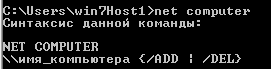 C:\Users\win7Host1>net computer
Синтаксис данной команды:
NET COMPUTER
\\имя_компьютера {/ADD | /DEL}